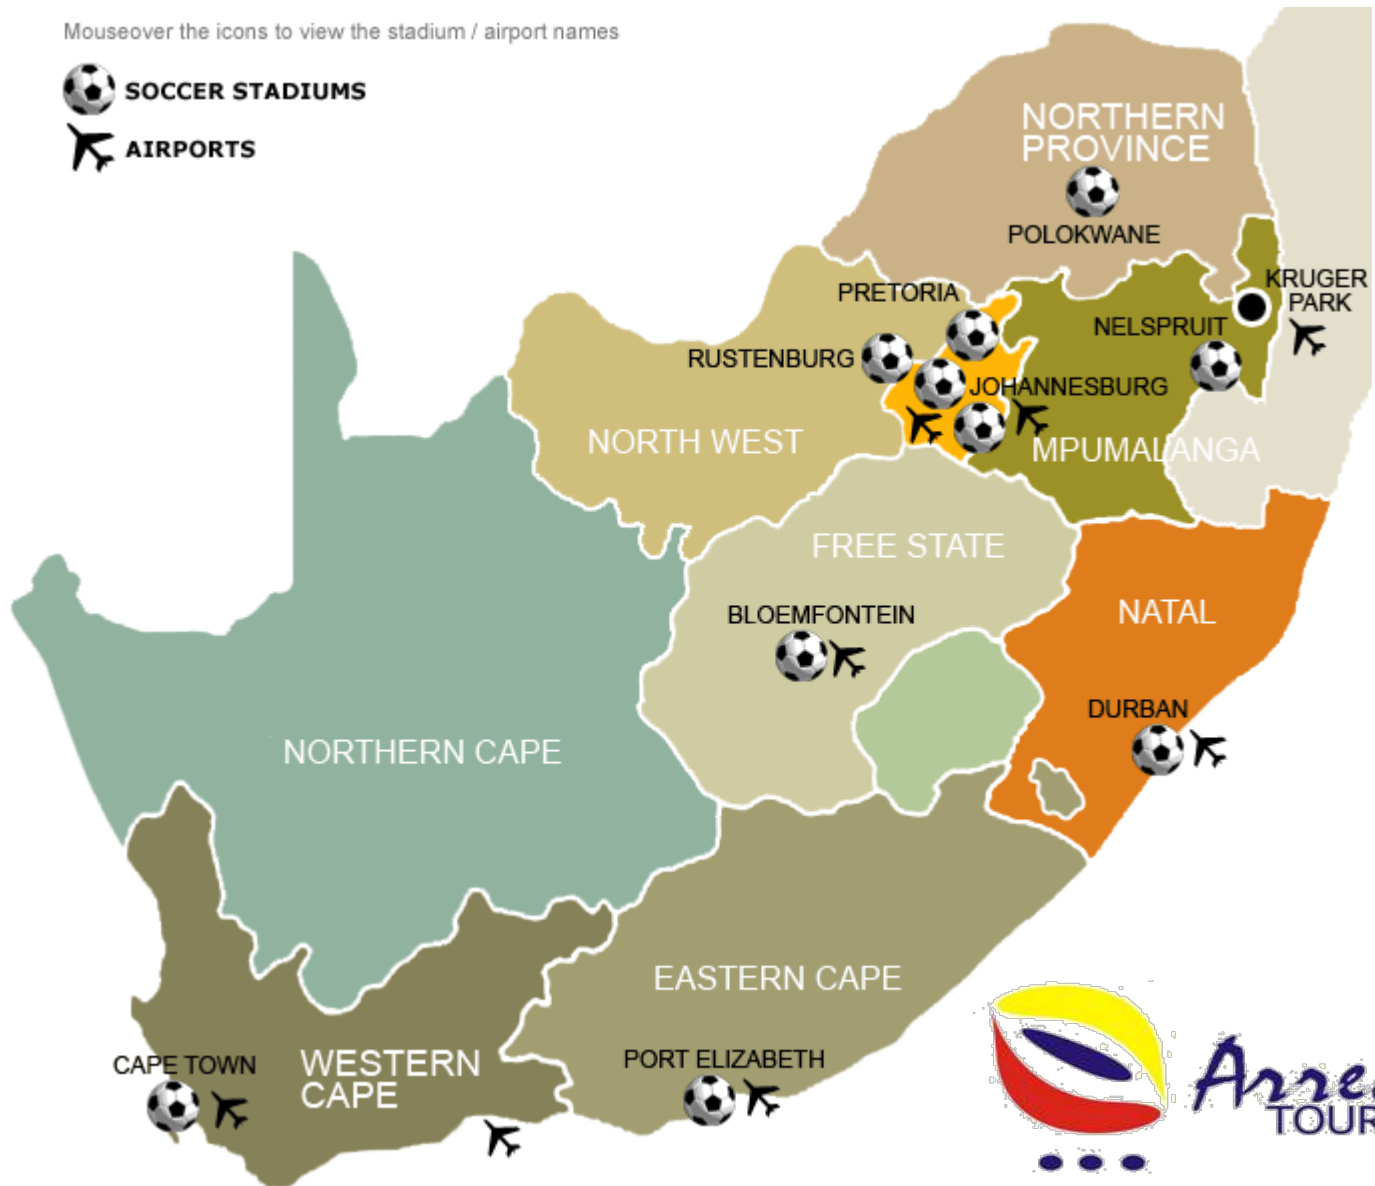 Mouseover the icons to view the stadium / airport names
SOCCER STADIUMS
AIRPORTS
NORTHERN
PROVINCE
POLOKWANE
KRUGER
PARK
PRETORIA
NELSPRUIT
RUSTENBURG
JOHANNESBURG
NORTH WEST
MPUMALANGA
FREE STATE
BLOEMFONTEIN
NATAL
DURBAN
NORTHERN CAPE
EASTERN CAPE
CAPE TOWN
WESTERN
CAPE
PORT ELIZABETH